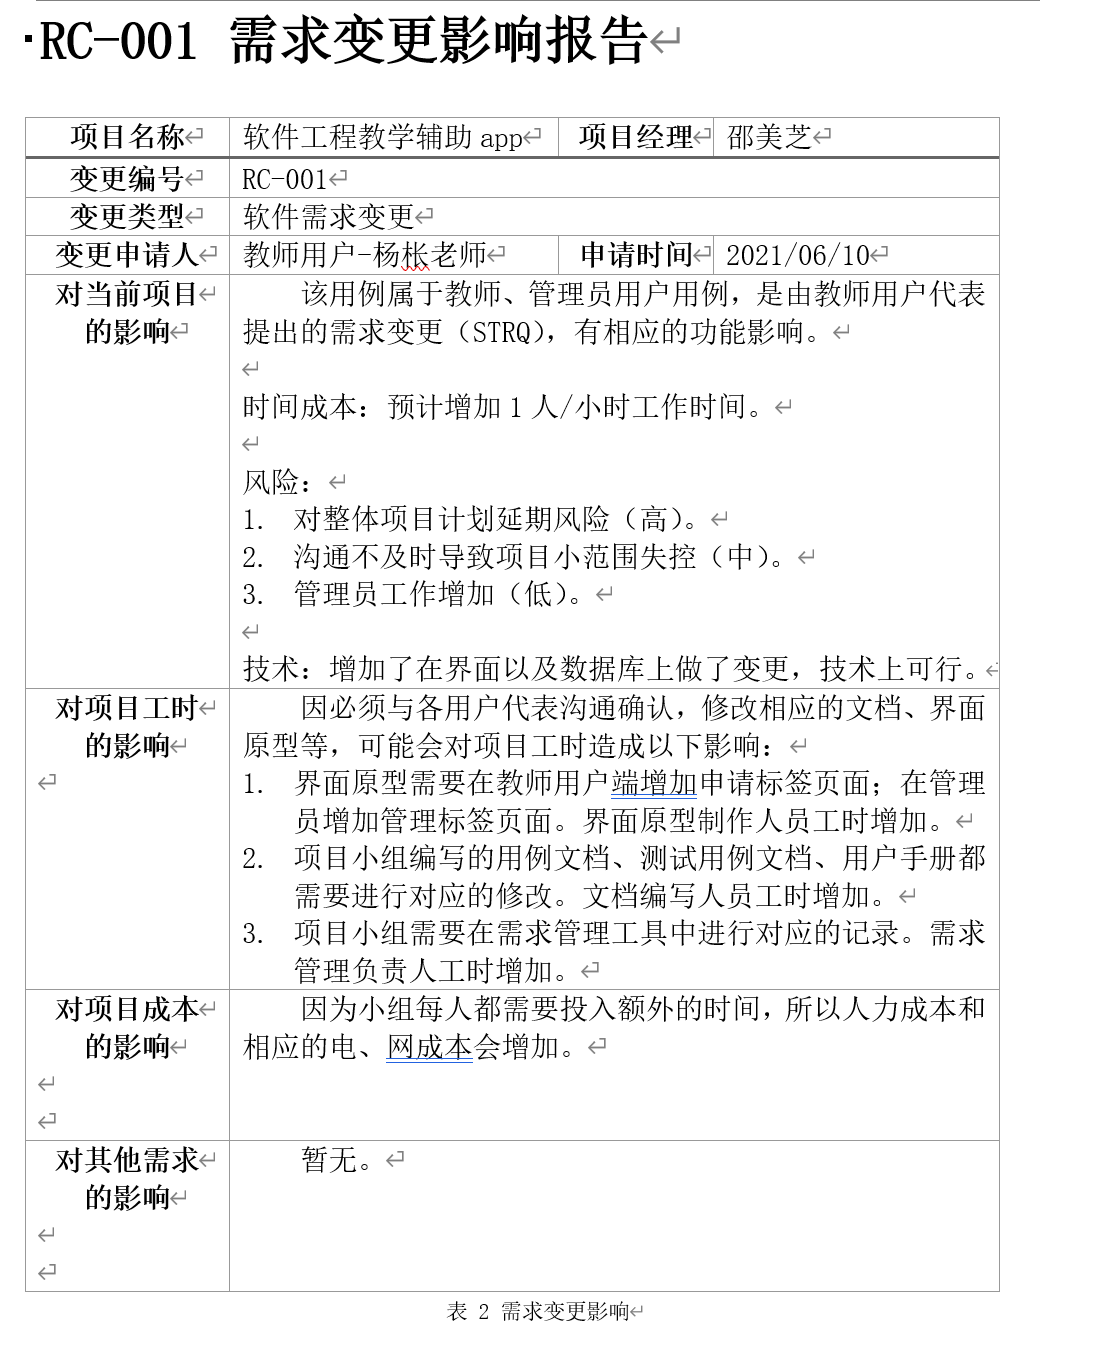 RC-001 需求变更影响报告
项目名称 软件工程教学辅助 app 项目经理 邵美芝
变更编号 RC-001
变更类型 软件需求变更
变更申请人 教师用户-杨枨老师 申请时间 2021/06/10
对当前项目
的影响
该用例属于教师、管理员用户用例，是由教师用户代表
提出的需求变更（STRQ），有相应的功能影响。
时间成本：预计增加 1 人/小时工作时间。
风险：
1. 对整体项目计划延期风险（高）。
2. 沟通不及时导致项目小范围失控（中）。
3. 管理员工作增加（低）。
技术：增加了在界面以及数据库上做了变更，技术上可行。
对项目工时
的影响
因必须与各用户代表沟通确认，修改相应的文档、界面
原型等，可能会对项目工时造成以下影响：
1. 界面原型需要在教师用户端增加申请标签页面；在管理
员增加管理标签页面。界面原型制作人员工时增加。
2. 项目小组编写的用例文档、测试用例文档、用户手册都
需要进行对应的修改。文档编写人员工时增加。
3. 项目小组需要在需求管理工具中进行对应的记录。需求
管理负责人工时增加。
对项目成本
的影响
因为小组每人都需要投入额外的时间，所以人力成本和
相应的电、网成本会增加。
对其他需求
的影响
暂无。
表 2 需求变更影响